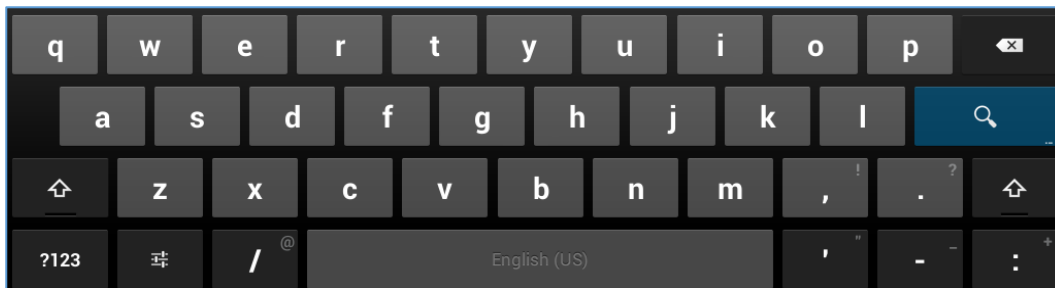 q w e r t y u i o p
a s d f g h j k l
z x c v b n m , ! . ?
?123 / @ English (US) ' " - _ : +